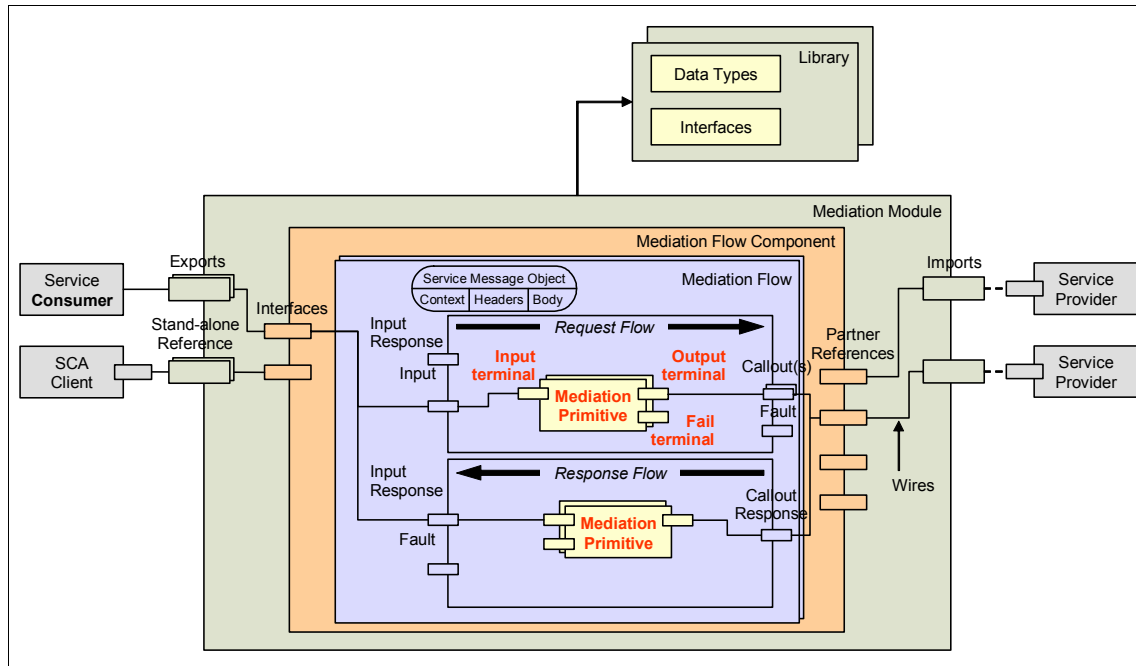 Library
Data Types
Interfaces
Mediation Module
Mediation Flow Component
Exports
Imports
Service
Consumer
Service Message Object
Context
Headers
Body
Mediation Flow
Service
Provider
Interfaces
Stand-alone
Reference
SCA
Client
Input
Response
Input
Request Flow
Input
terminal
Output
terminal
Mediation
Primitive
Fail
terminal
Callout(s)
Fault
Partner
References
Service
Provider
Input
Response
Fault
Response Flow
Mediation
Primitive
Callout
Response
Wires